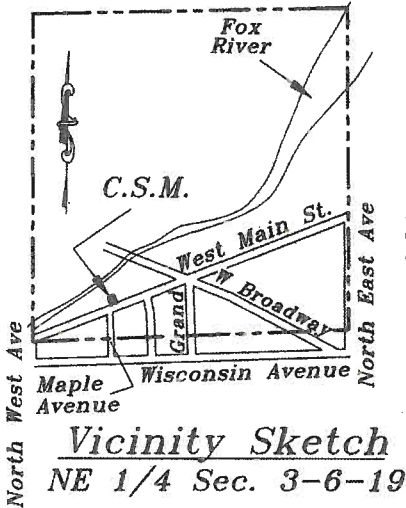 Fox
River
C.S.M.
West Main St.
W Broadway
Grand
North East Ave
North West Ave
Maple
Avenue
Wisconsin Avenue
Vicinity Sketch
NE 1/4 Sec. 3-6-19